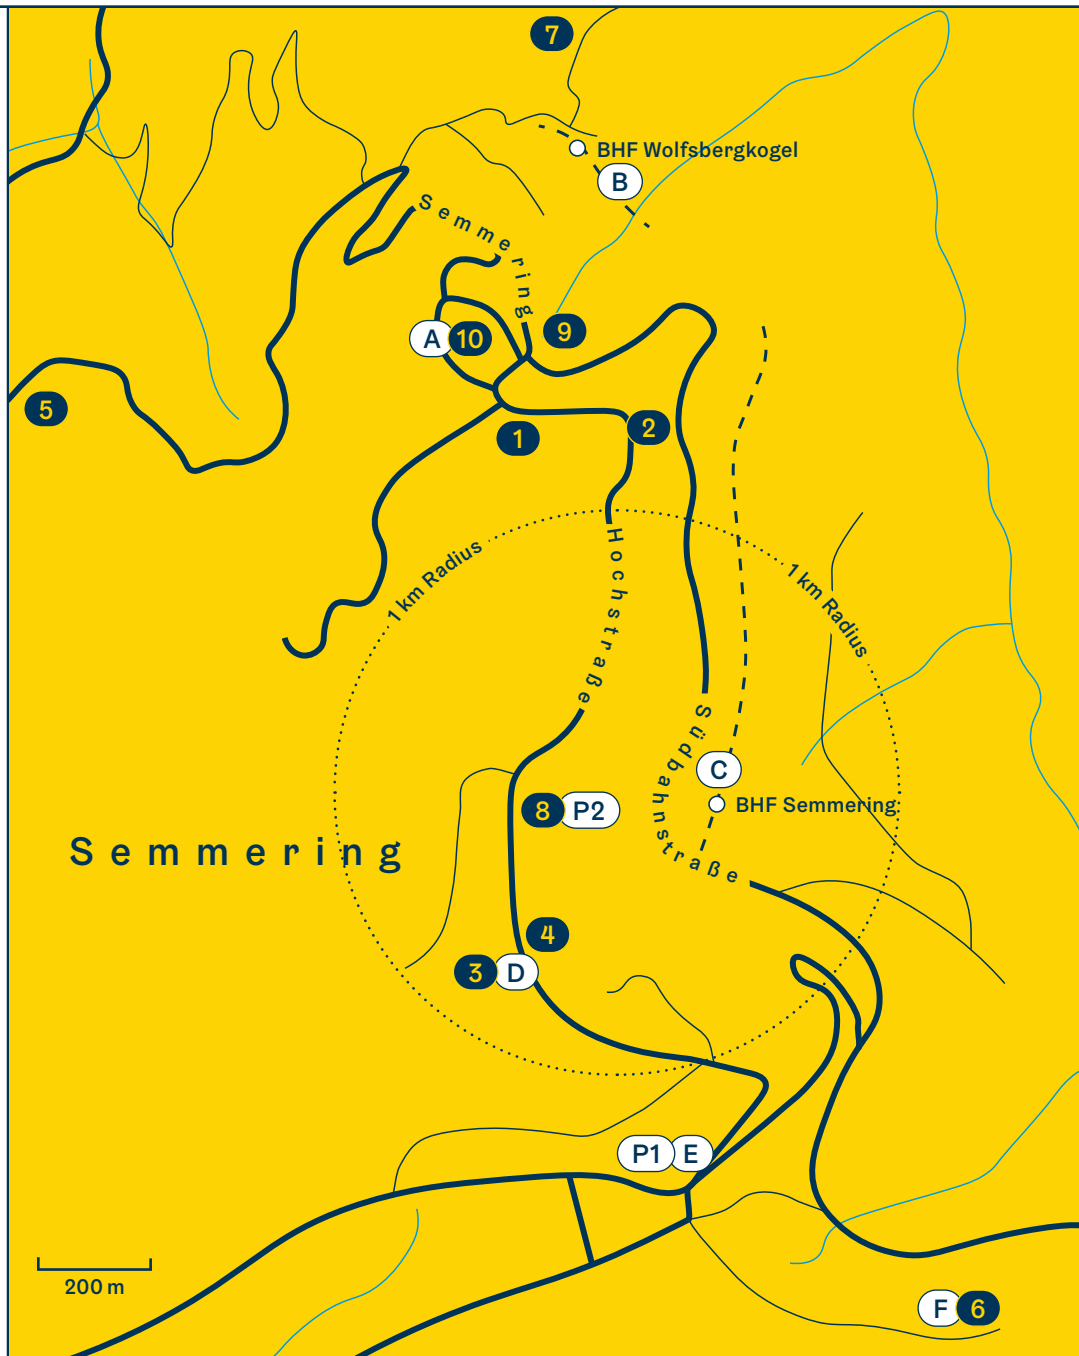 7
BHF Wolfsbergkogel
B
Semmering
A
10
9
5
1
2
1 km Radius
1 km Radius
Hochstraße
Südbahnstraße
C
8
P2
BHF Semmering
Semmering
4
3
D
P1
E
200 m
F
6